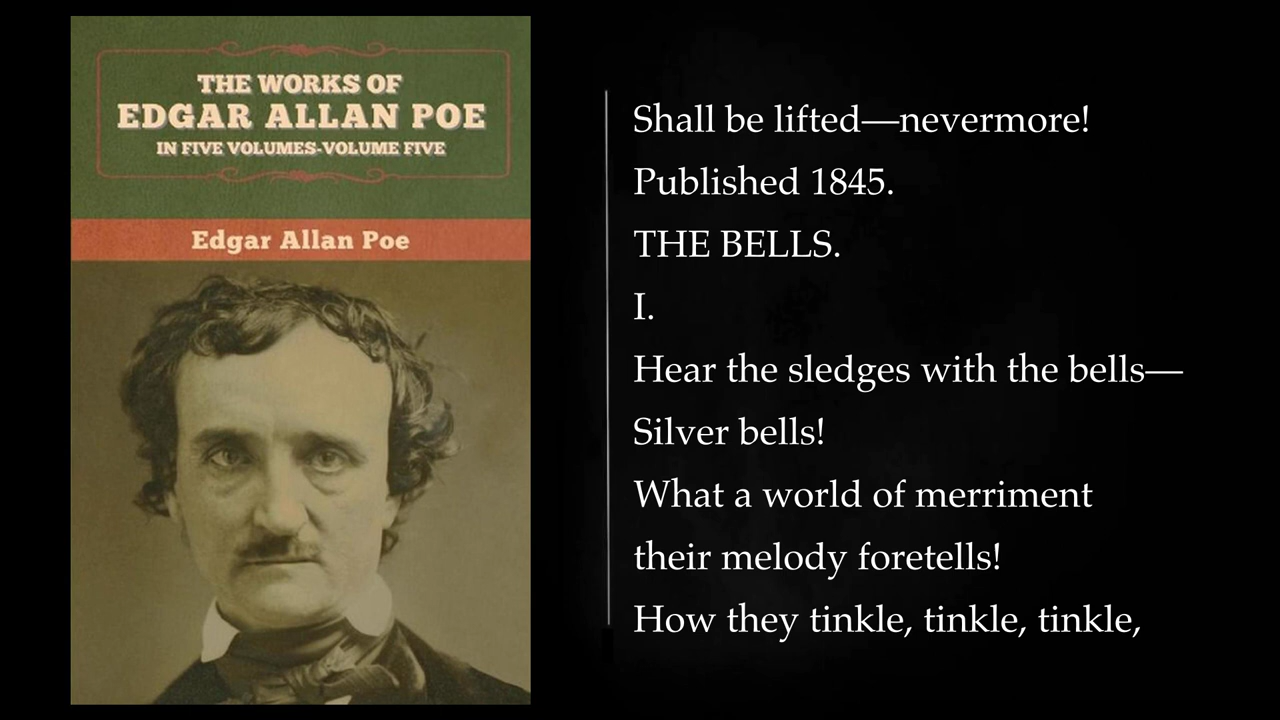 THE WORKS OF
EDGAR ALLAN POE
IN FIVE VOLUMES-VOLUME FIVE
Edgar Allan Poe
Shall be lifted—nevermore!
Published 1845.
THE BELLS.
I.
Hear the sledges with the bells—
Silver bells!
What a world of merriment
their melody foretells!
How they tinkle, tinkle, tinkle,